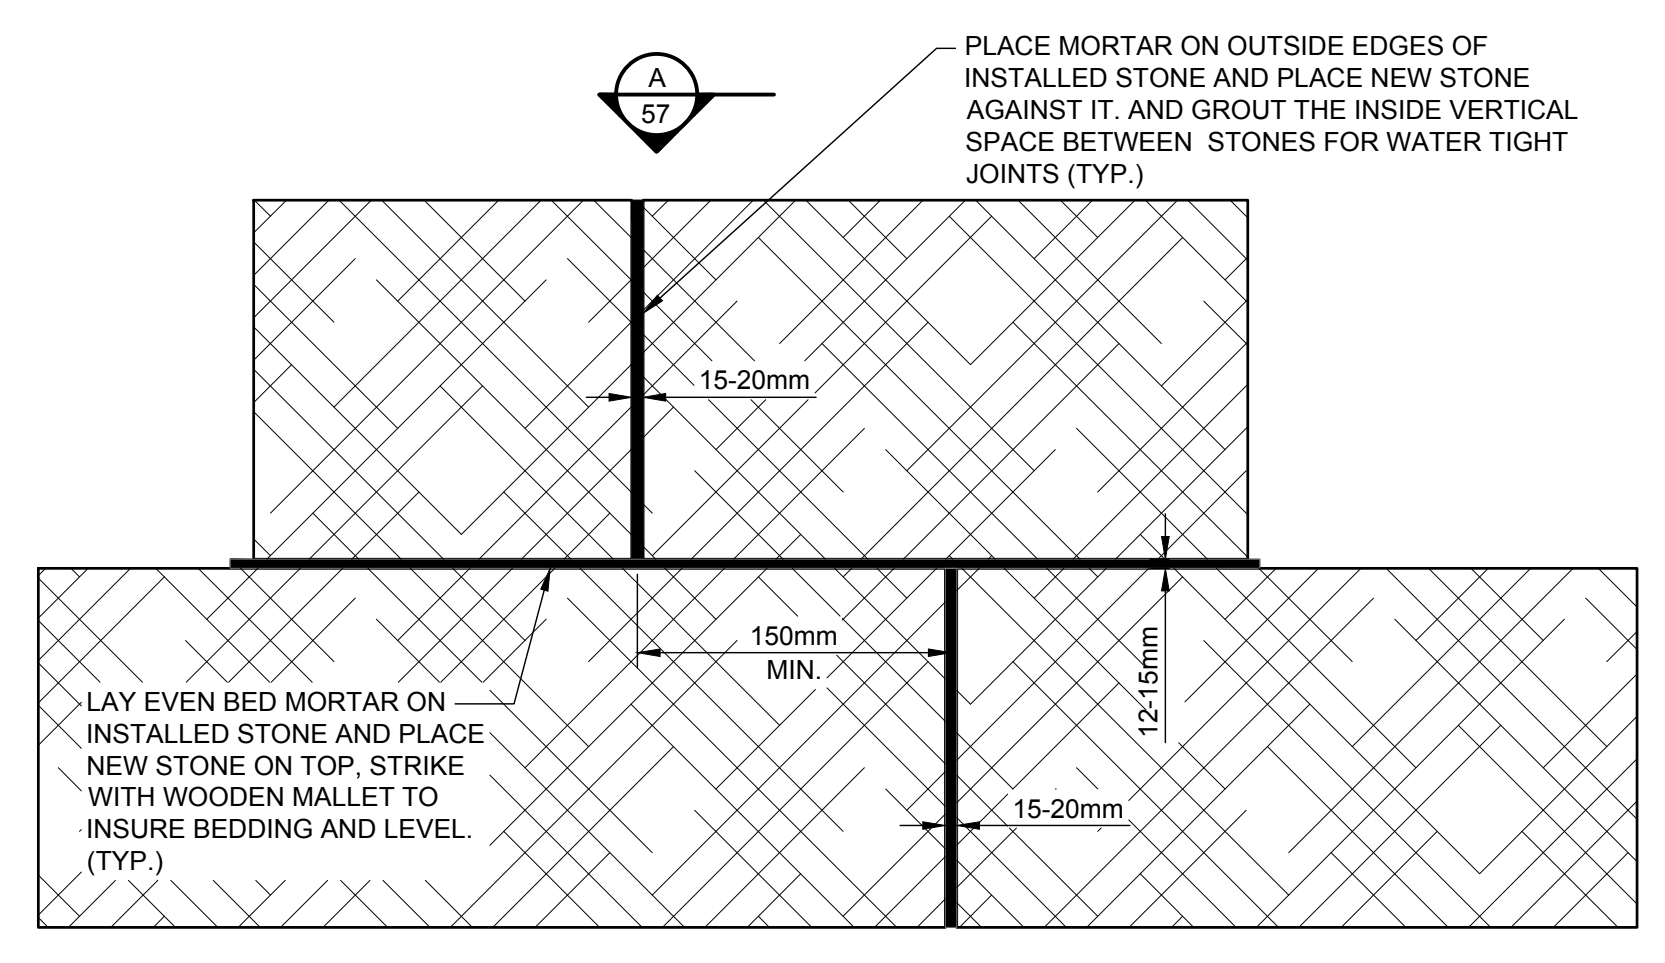 A
57
PLACE MORTAR ON OUTSIDE EDGES OF
INSTALLED STONE AND PLACE NEW STONE
AGAINST IT. AND GROUT THE INSIDE VERTICAL
SPACE BETWEEN STONES FOR WATER TIGHT
JOINTS (TYP.)
15-20mm
150mm
MIN.
12-15mm
LAY EVEN BED MORTAR ON
INSTALLED STONE AND PLACE
NEW STONE ON TOP, STRIKE
WITH WOODEN MALLET TO
INSURE BEDDING AND LEVEL.
(TYP.)
15-20mm